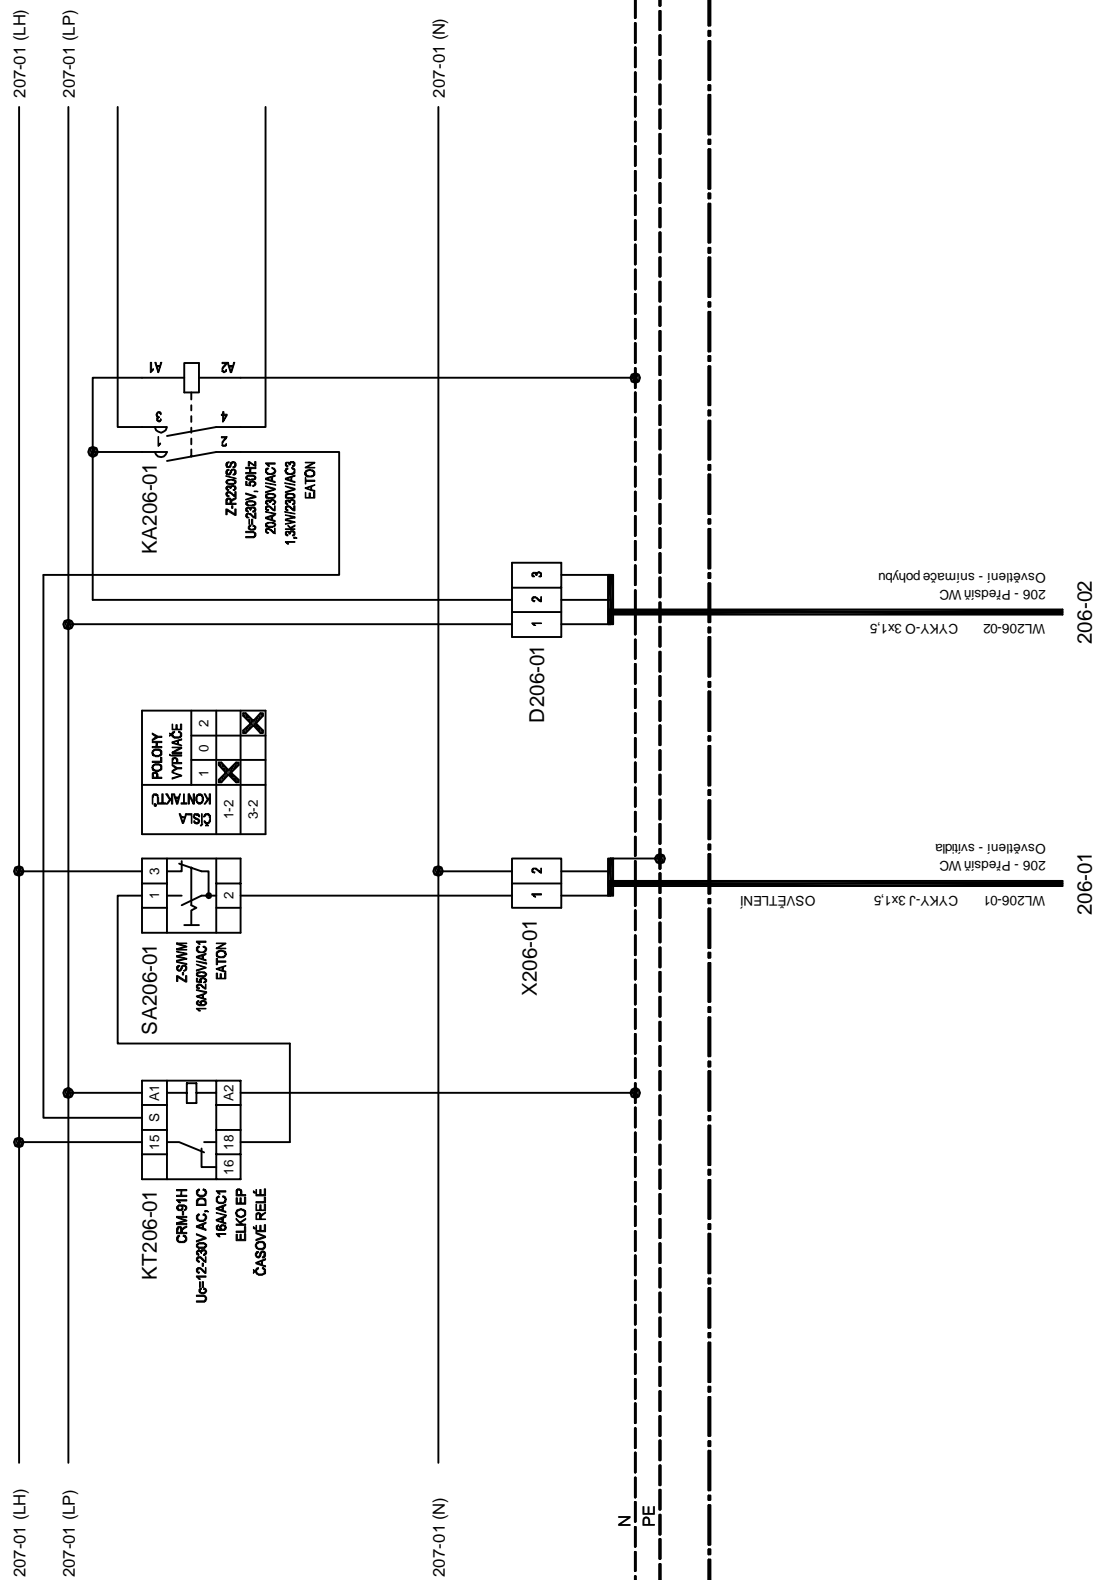 207-01 (LH)
207-01 (LP)
207-01 (N)
N
PE
207-01 (LH)
207-01 (LP)
207-01 (N)
KT206-01
CRM-91H
Uc=12-230V AC, DC
16A/AC1
ELKO EP
ČASOVÉ RELÉ
15 S A1
16 18 A2
SA206-01
Z-S/WM
16A/250V/AC1
EATON
1 3
2
ČÍSLA
KONTAKTŮ
POLOHY
VYPÍNAČE
1 0 2
1-2
3-2
KA206-01
Z-R230/SS
Uc=230V, 50Hz
20A/230V/AC1
1,3kW/230V/AC3
EATON
1 3 A1
2 4 A2
X206-01
1 2
D206-01
1 2 3
OSVĚTLENÍ
WL206-01 CYKY-J 3x1,5
206 - Předsíň WC
Osvětlení - svítidla
206-01
WL206-02 CYKY-O 3x1,5
206 - Předsíň WC
Osvětlení - snímače pohybu
206-02